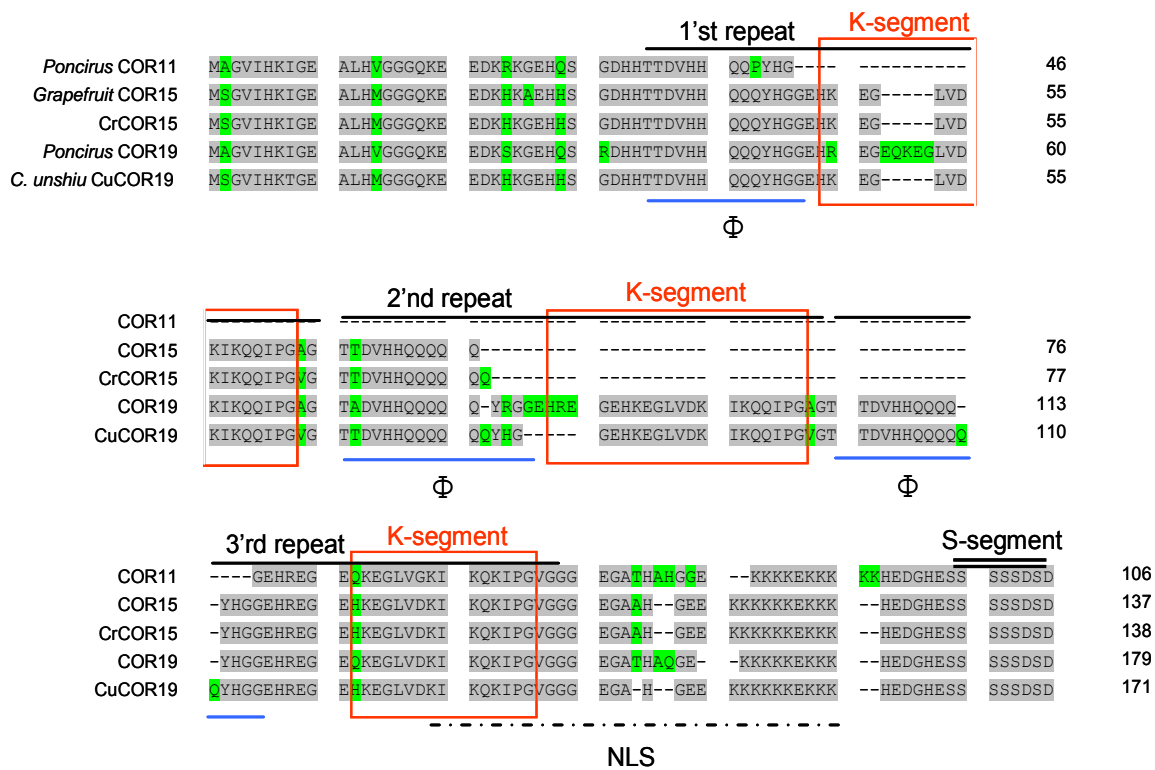 1'st repeat K-segment
Poncirus COR11 MAGVIHKIGE ALHVGGGQKE EDKRKGEHQS GDHHTTDVHH QQPYHG---- ---------- 46
Grapefruit COR15 MSGVIHKIGE ALHMGGGQKE EDKHKAEHHS GDHHTTDVHH QQQYHGGEHK EG-----LVD 55
CrCOR15 MSGVIHKIGE ALHMGGGQKE EDKHKGEHHS GDHHTTDVHH QQQYHGGEHK EG-----LVD 55
Poncirus COR19 MAGVIHKIGE ALHVGGGQKE EDKSKGEHQS RDHHTTDVHH QQQYHGGEHR EGEQKEGLVD 60
C. unshiu CuCOR19 MSGVIHKTGE ALHMGGGQKE EDKHKGEHHS GDHHTTDVHH QQQYHGGEHK EG-----LVD 55
Φ
2'nd repeat K-segment
COR11 ---------- ---------- ---------- ---------- ---------- ----------
COR15 KIKQQIPGAG TTDVHHQQQQ Q--------- ---------- ---------- ---------- 76
CrCOR15 KIKQQIPGVG TTDVHHQQQQ QQ-------- ---------- ---------- ---------- 77
COR19 KIKQQIPGAG TADVHHQQQQ Q-YRGGEHRE GEHKEGLVDK IKQQIPGAGT TDVHHQQQQ- 113
CuCOR19 KIKQQIPGVG TTDVHHQQQQ QQYHG----- GEHKEGLVDK IKQQIPGVGT TDVHHQQQQQ 110
Φ Φ
3'rd repeat K-segment S-segment
COR11 ----GEHREG EQKEGLVGKI KQKIPGVGGG EGATHAHGGE --KKKKEKKK KKHEDGHESS SSSDSD 106
COR15 -YHGGEHREG EHKEGLVDKI KQKIPGVGGG EGAAH--GEE KKKKKKEKKK --HEDGHESS SSSDSD 137
CrCOR15 -YHGGEHREG EHKEGLVDKI KQKIPGVGGG EGAAH--GEE KKKKKKEKKK --HEDGHESS SSSDSD 138
COR19 -YHGGEHREG EQKEGLVDKI KQKIPGVGGG EGATHAQGE- -KKKKKEKKK --HEDGHESS SSSDSD 179
CuCOR19 QYHGGEHREG EHKEGLVDKI KQKIPGVGGG EGA-H--GEE KKKKKKEKKK --HEDGHESS SSSDSD 171
NLS